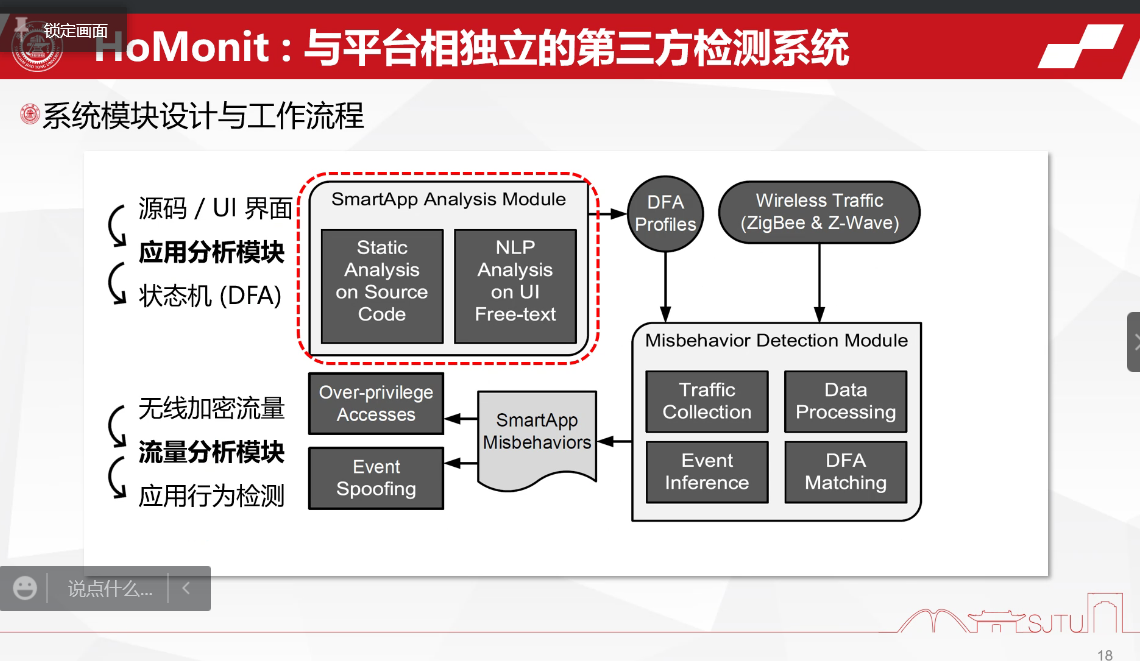 锁定画面
HoMonit : 与平台相独立的第三方检测系统
系统模块设计与工作流程
源码 / UI 界面
应用分析模块
状态机 (DFA)
SmartApp Analysis Module
Static
Analysis
on Source
Code
NLP
Analysis
on UI
Free-text
DFA
Profiles
Wireless Traffic
(ZigBee & Z-Wave)
Misbehavior Detection Module
Traffic
Collection
Data
Processing
Event
Inference
DFA
Matching
无线加密流量
流量分析模块
应用行为检测
Over-privilege
Accesses
Event
Spoofing
SmartApp
Misbehaviors
说点什么...
SJTU
18